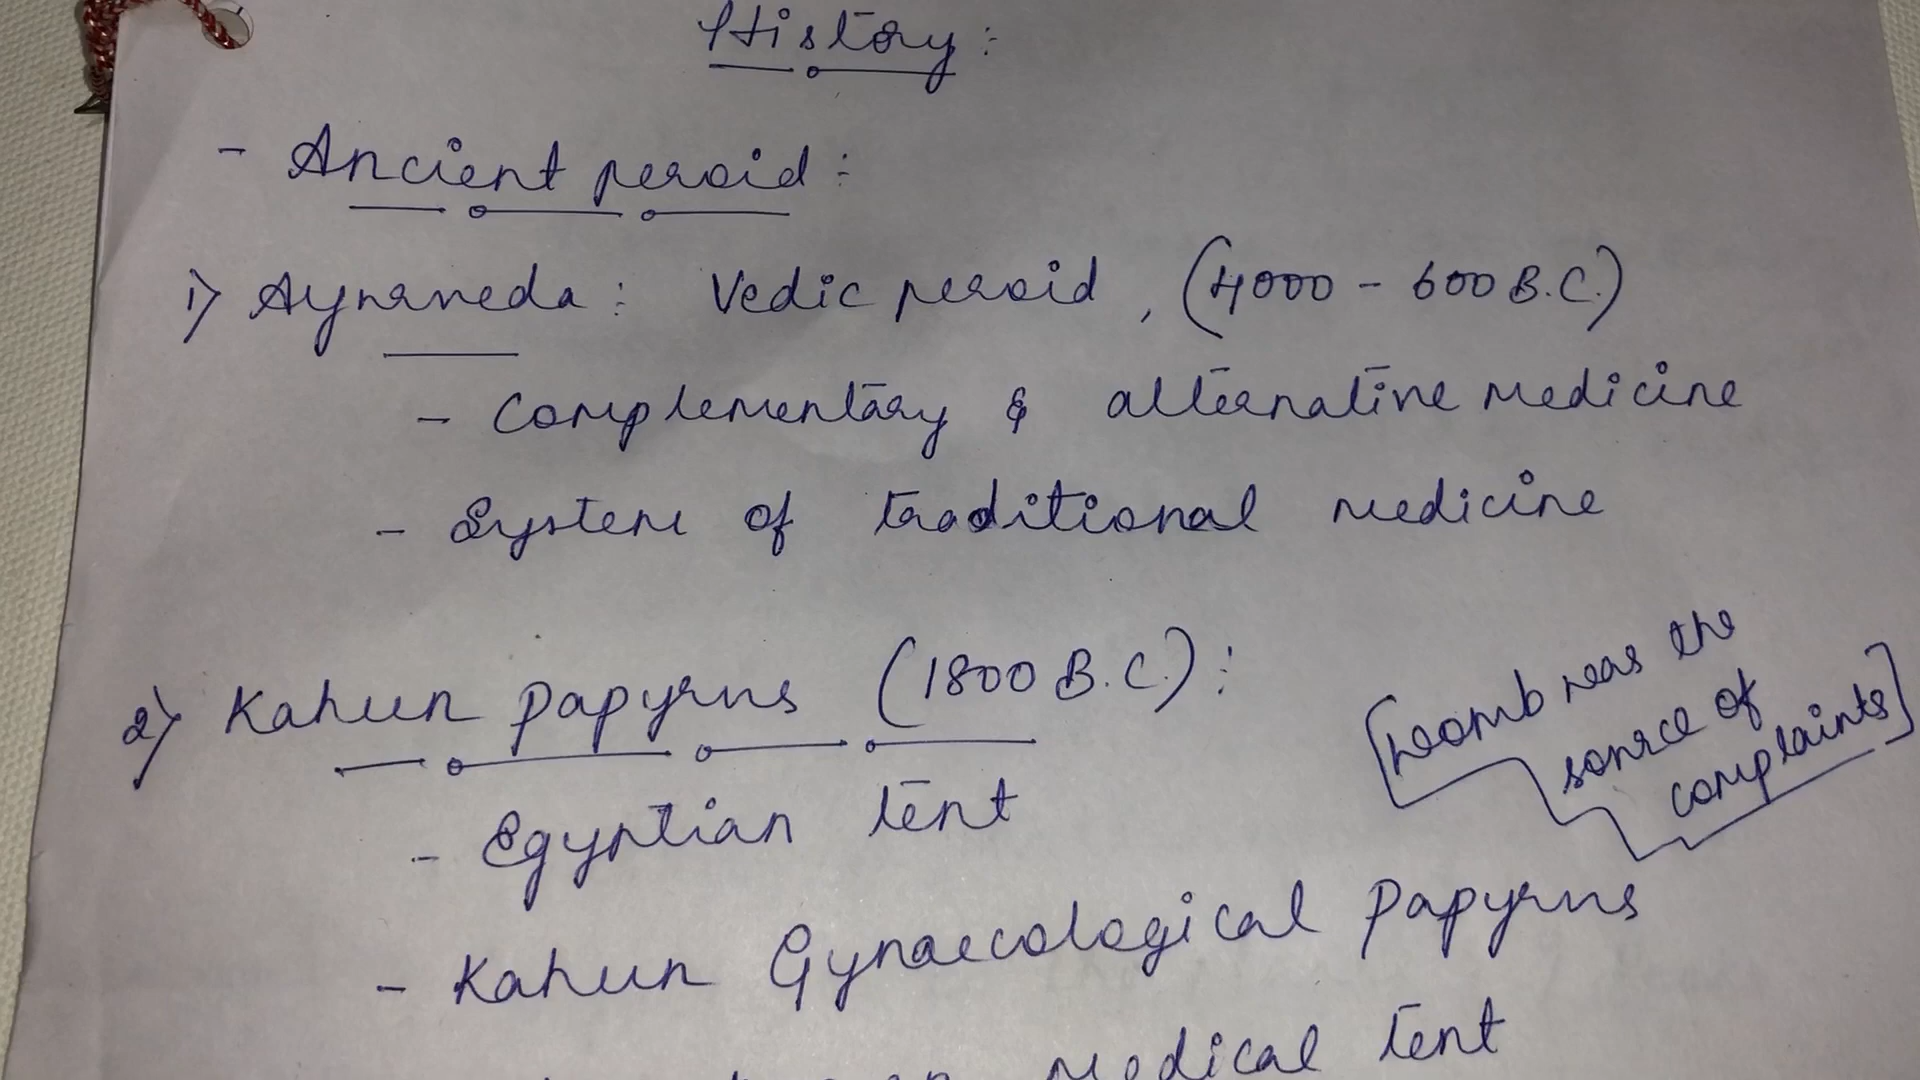 History:
- Ancient peroid:
1) Ayurveda: Vedic peroid, (4000 - 600 B.C.)
- Complementary & alternative medicine
- System of traditional medicine
2) Kahun papyrus (1800 B.C.):
[womb was the
source of
complaints]
- Egyptian text
- Kahun Gynaecological Papyrus
medical text